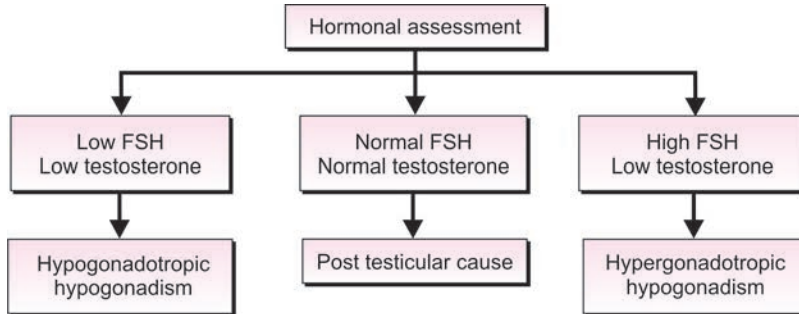 Hormonal assessment
Low FSH
Low testosterone
Normal FSH
Normal testosterone
High FSH
Low testosterone
Hypogonadotropic
hypogonadism
Post testicular cause
Hypergonadotropic
hypogonadism